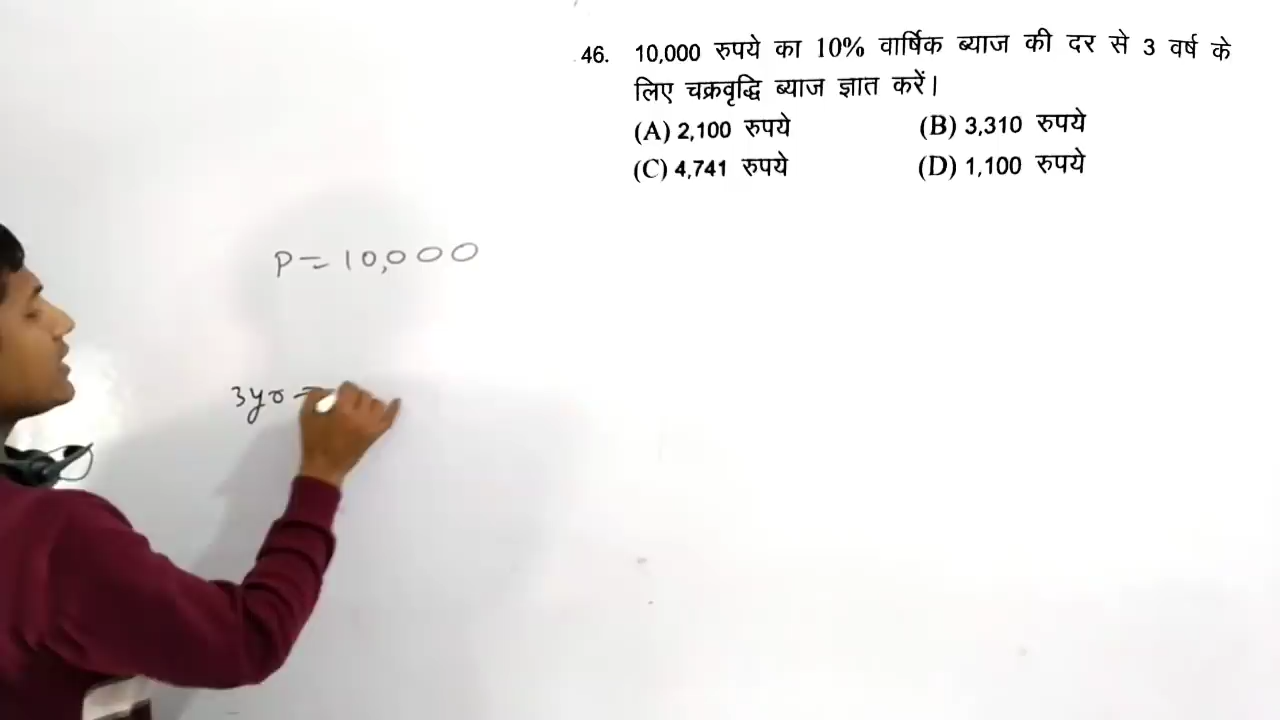 46. 10,000 रुपये का 10% वार्षिक ब्याज की दर से 3 वर्ष के
लिए चक्रवृद्धि ब्याज ज्ञात करें।
(A) 2,100 रुपये (B) 3,310 रुपये
(C) 4,741 रुपये (D) 1,100 रुपये
P = 10,000
3yr =